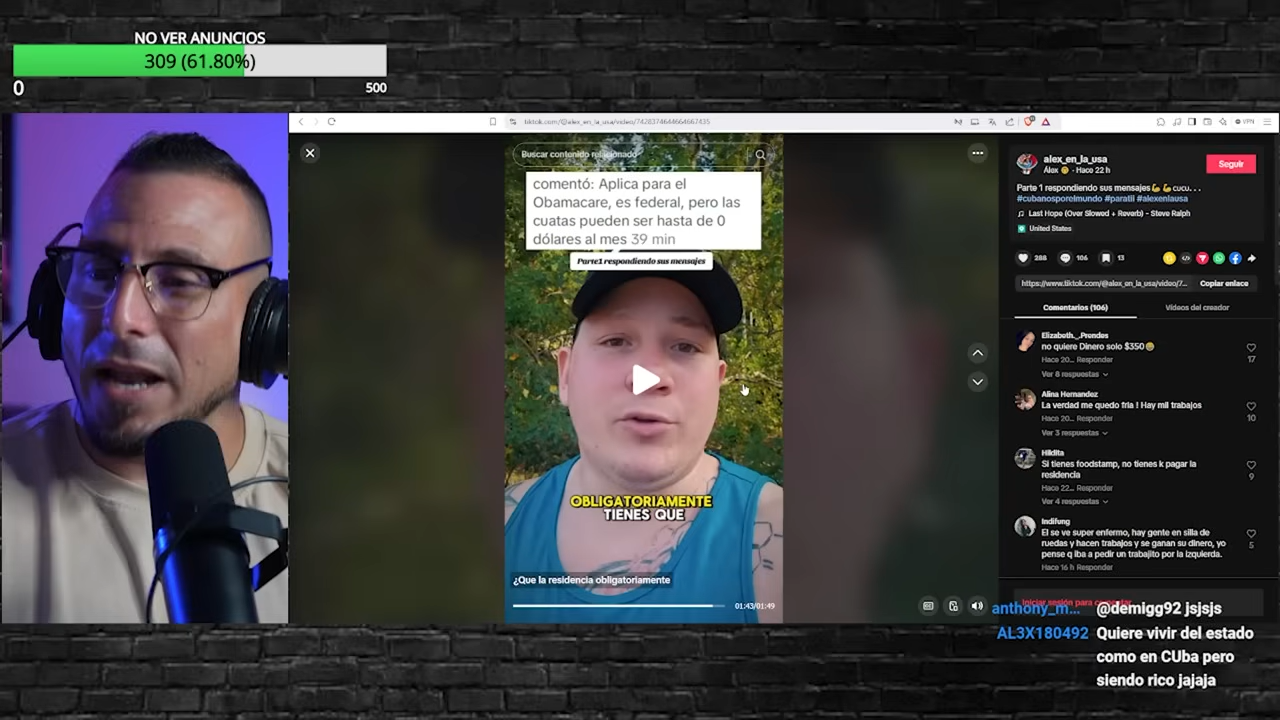 NO VER ANUNCIOS
309 (61.80%)
0
500
tiktok.com/@alex_en_la_usa/video/7428374644664667435
VPN
Buscar contenido relacionado
comentó: Aplica para el
Obamacare, es federal, pero las
cuatas pueden ser hasta de 0
dólares al mes 39 min
Parte1 respondiendo sus mensajes
OBLIGATORIAMENTE
TIENES QUE
¿Que la residencia obligatoriamente
01:43/01:49
alex_en_la_usa
Alex · Hace 22 h
Seguir
Parte 1 respondiendo sus mensajes cucu. . .
#cubanosporelmundo #paratii #alexenlausa
Last Hope (Over Slowed + Reverb) - Steve Ralph
United States
288
106
13
https://www.tiktok.com/@alex_en_la_usa/video/7...
Copiar enlace
Comentarios (106)
Vídeos del creador
Elizabeth._.Prendes
no quiere Dinero solo $350
Hace 20... Responder
17
Ver 8 respuestas
Alina Hernandez
La verdad me quedo fria ! Hay mil trabajos
Hace 20... Responder
10
Ver 3 respuestas
Hildita
Si tienes foodstamp, no tienes k pagar la
residencia
9
Hace 22... Responder
Ver 4 respuestas
Indifung
El se ve super enfermo, hay gente en silla de
ruedas y hacen trabajos y se ganan su dinero, yo
pense q iba a pedir un trabajito por la izquierda.
5
Hace 16 h Responder
Iniciar sesión para
anthony_m... @demigg92 jsjsjs
AL3X180492 Quiere vivir del estado
como en CUba pero
siendo rico jajaja